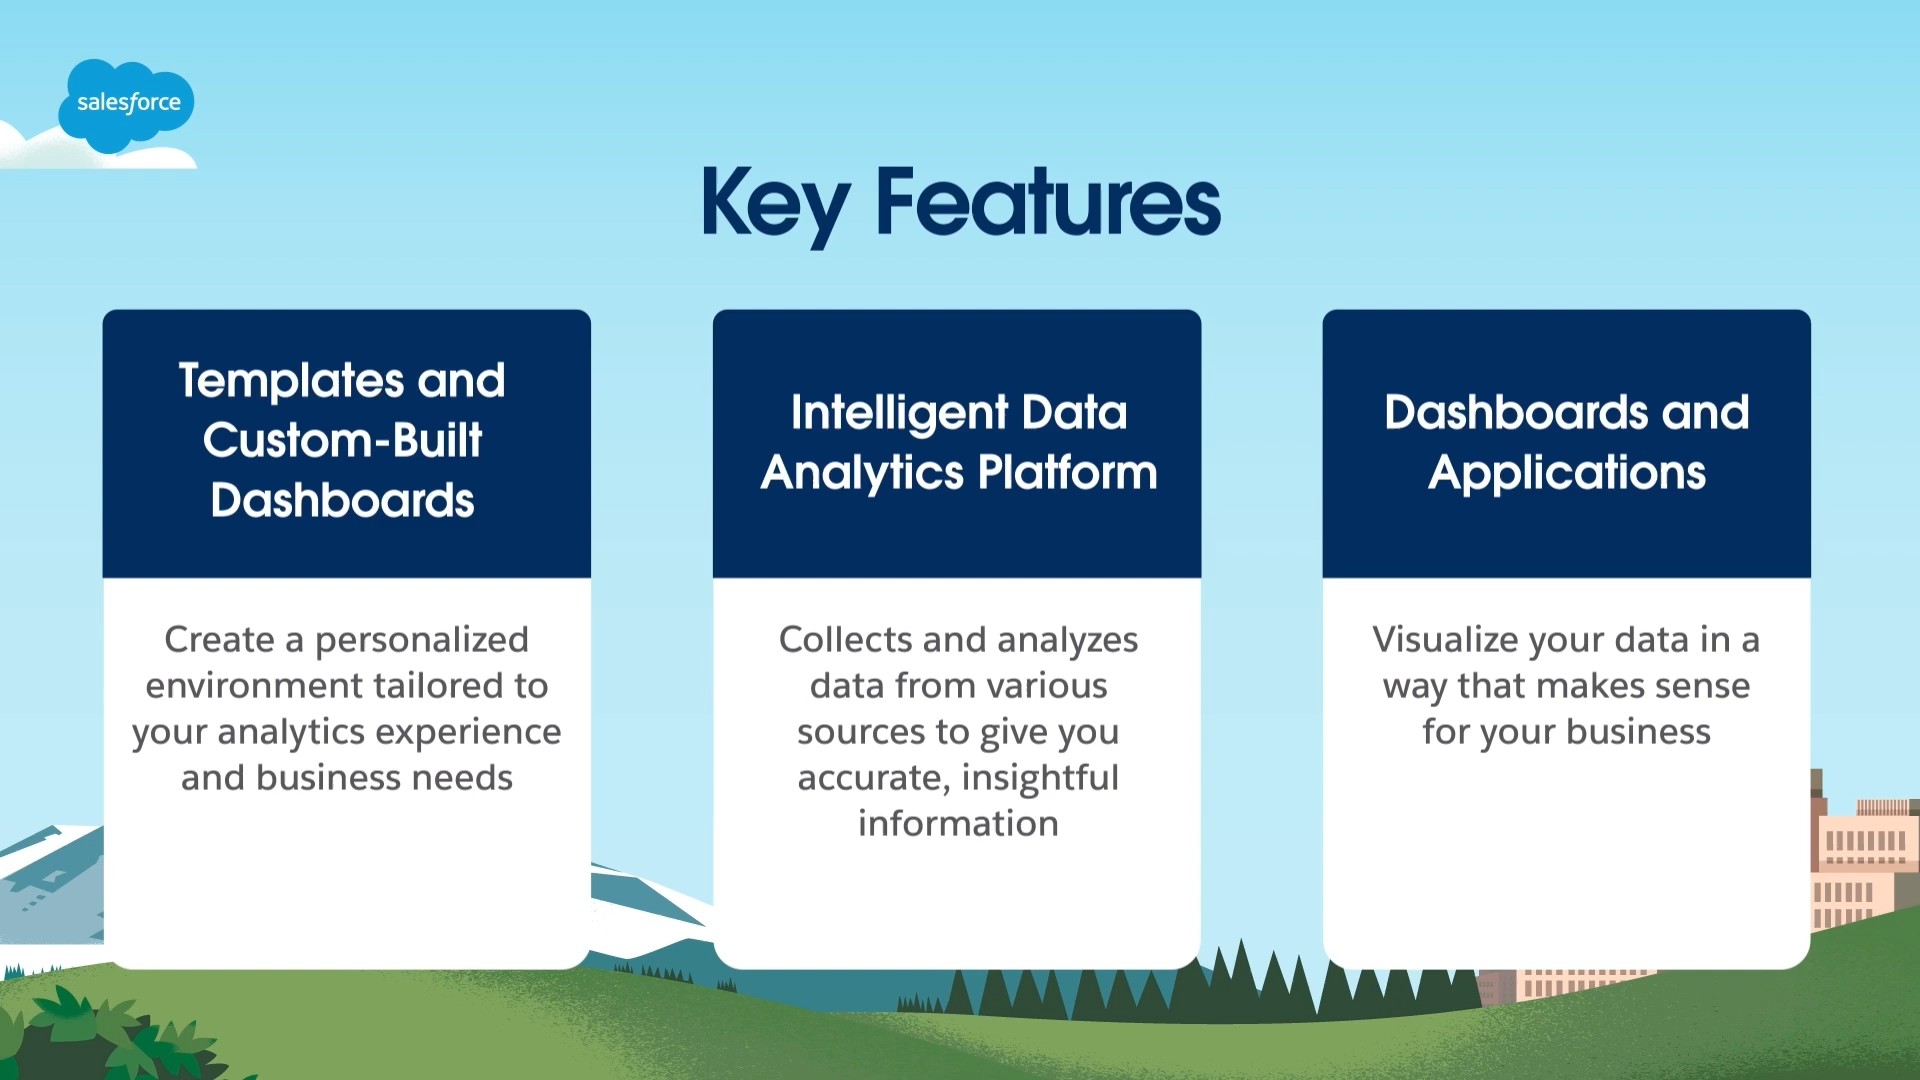 salesforce
Key Features
Templates and
Custom-Built
Dashboards
Create a personalized
environment tailored to
your analytics experience
and business needs
Intelligent Data
Analytics Platform
Collects and analyzes
data from various
sources to give you
accurate, insightful
information
Dashboards and
Applications
Visualize your data in a
way that makes sense
for your business